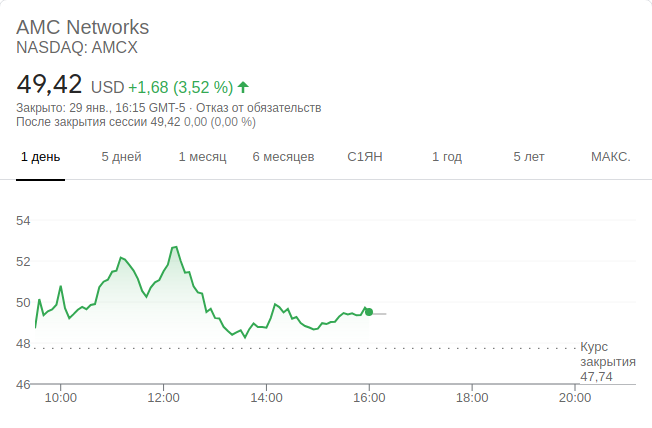 AMC Networks
NASDAQ: AMCX
49,42 USD +1,68 (3,52 %)
Закрыто: 29 янв., 16:15 GMT-5 · Отказ от обязательств
После закрытия сессии 49,42 0,00 (0,00 %)
1 день 5 дней 1 месяц 6 месяцев С1ЯН 1 год 5 лет МАКС.
54
52
50
48
Курс
закрытия
47,74
46
10:00 12:00 14:00 16:00 18:00 20:00